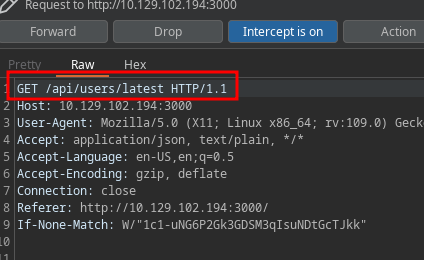 Request to http://10.129.102.194:3000
Forward Drop Intercept is on Action
Pretty Raw Hex
1 GET /api/users/latest HTTP/1.1
2 Host: 10.129.102.194:3000
3 User-Agent: Mozilla/5.0 (X11; Linux x86_64; rv:109.0) Geck
4 Accept: application/json, text/plain, */*
5 Accept-Language: en-US,en;q=0.5
6 Accept-Encoding: gzip, deflate
7 Connection: close
8 Referer: http://10.129.102.194:3000/
9 If-None-Match: W/"1c1-uNG6P2Gk3GDSM3qIsuNDtGcTJkk"
10
11